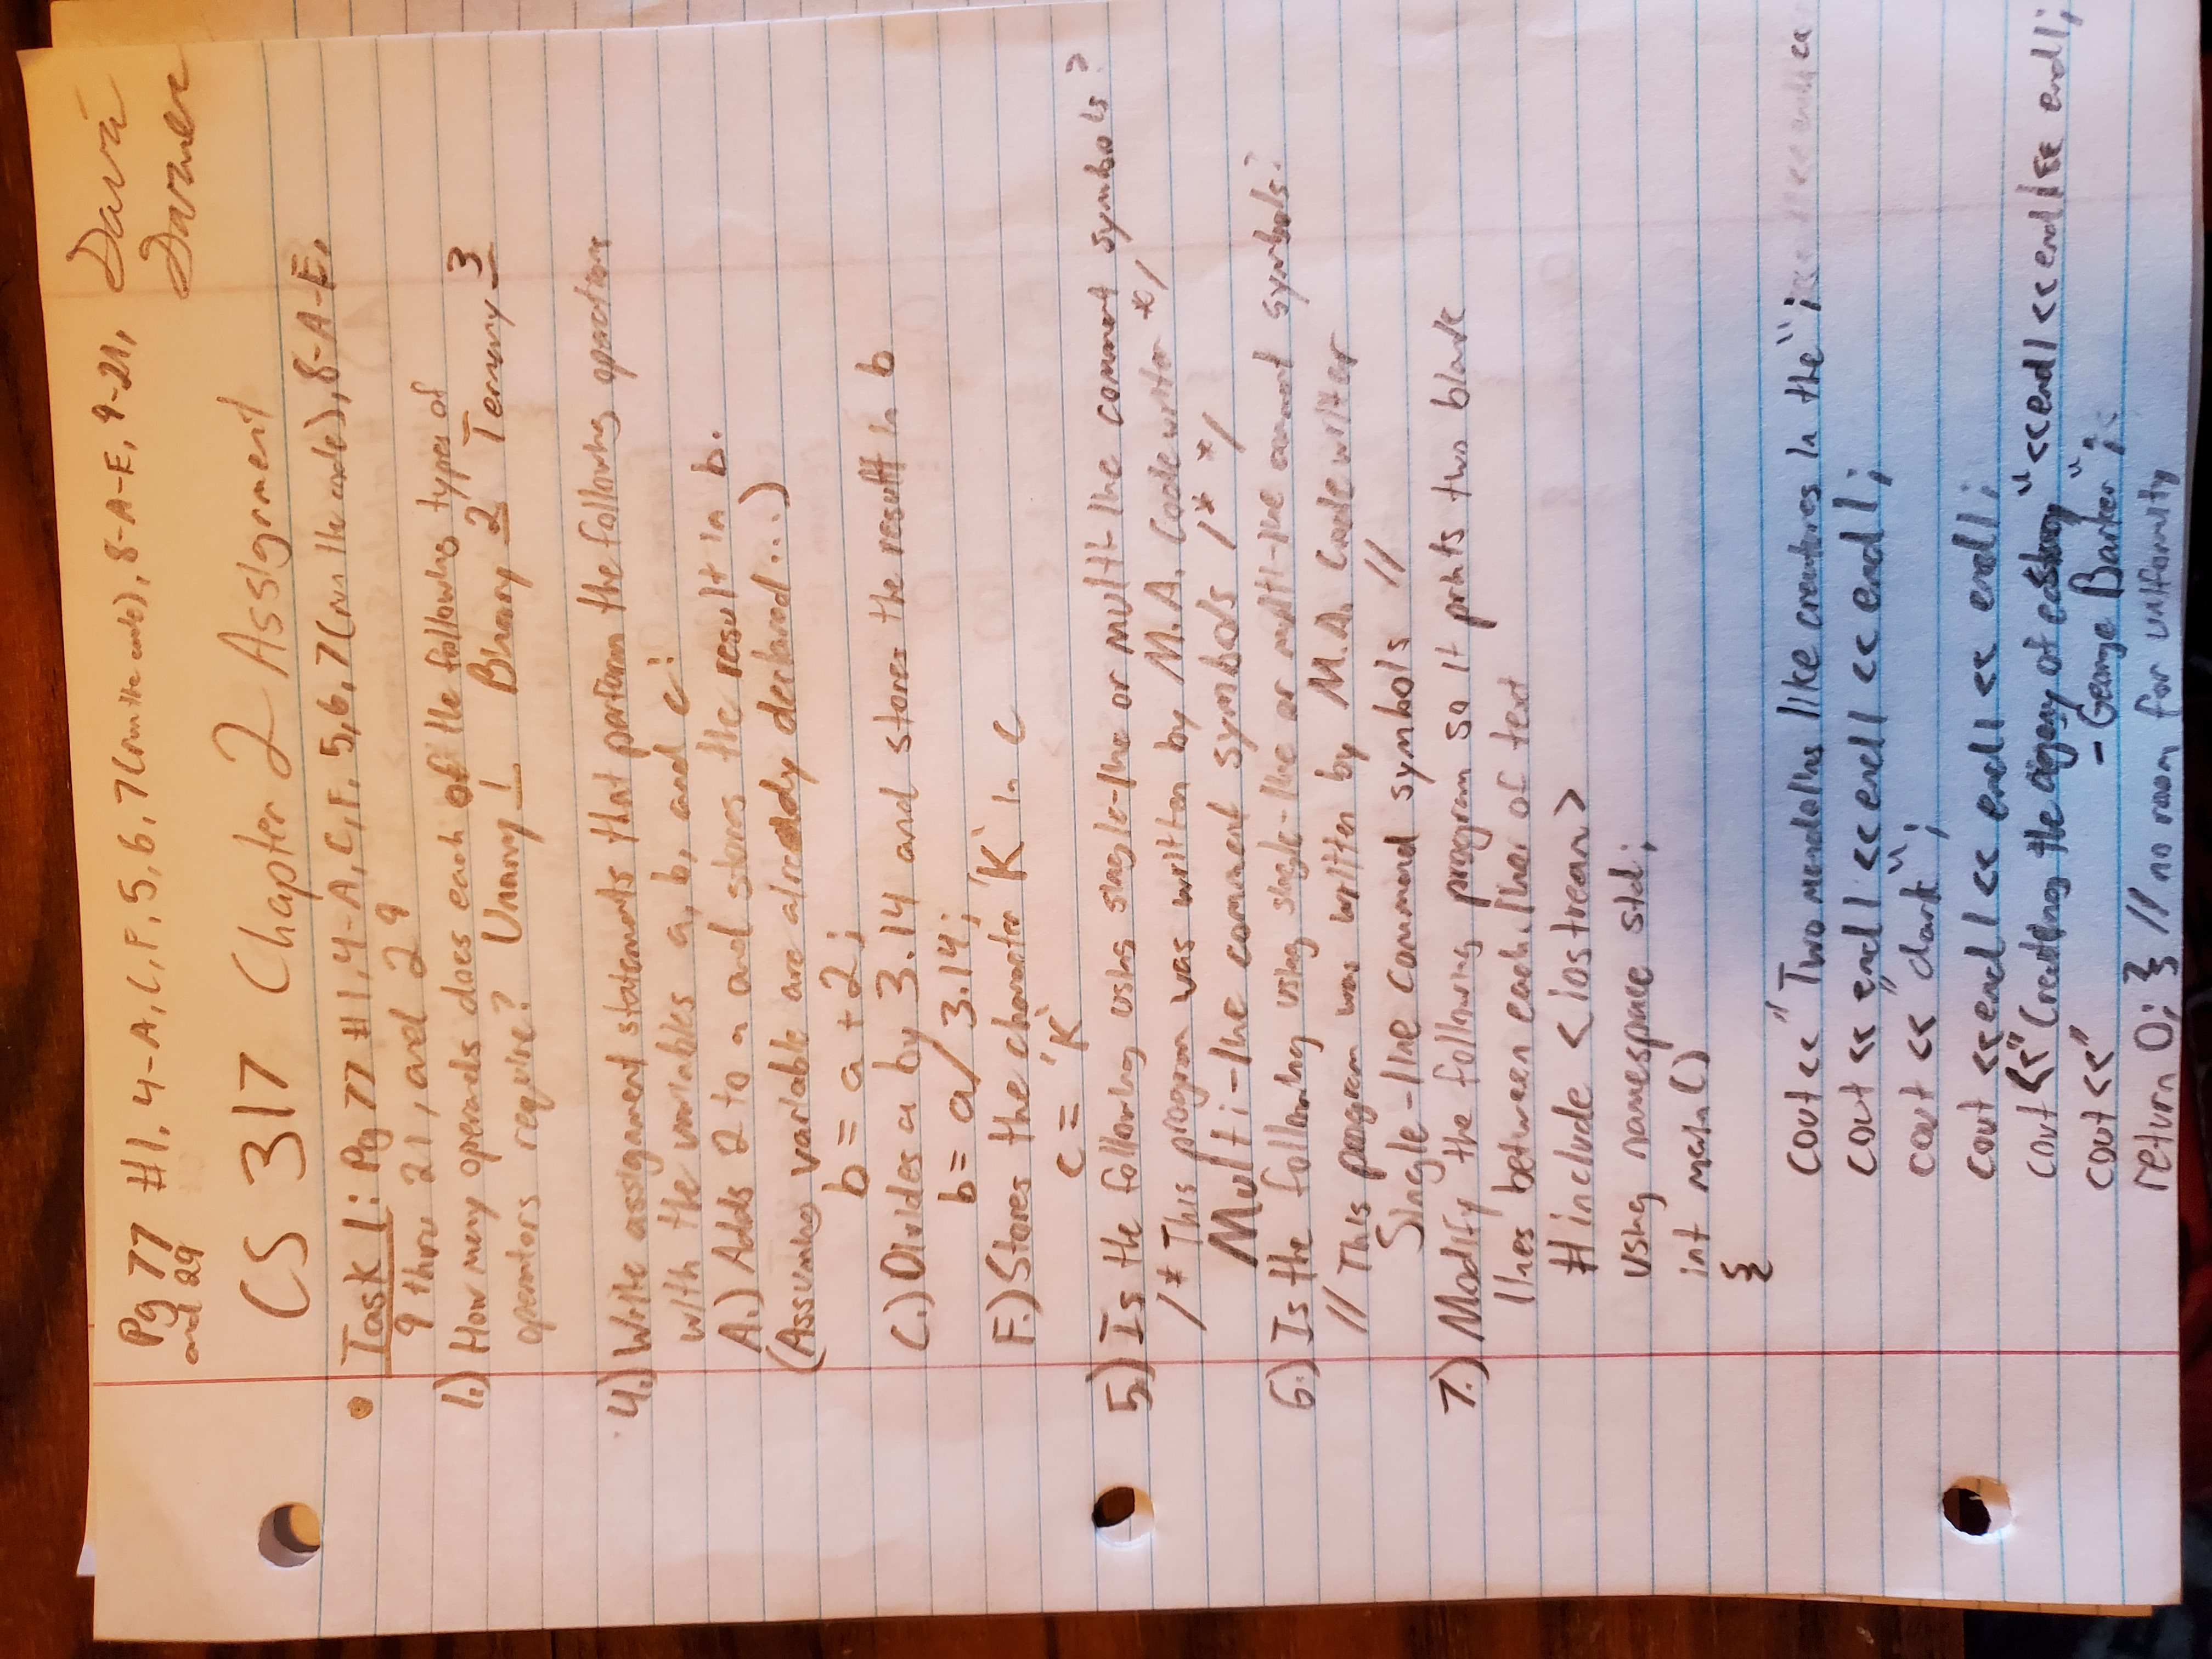 Pg 77 #1, 4-A, C, F, 5, 6, 7(run the code), 8-A-E, 9-21,
and 29
CS 317 Chapter 2 Assignment
Task 1: Pg 77 #1, 4-A, C, F, 5, 6, 7(run the code), 8-A-E,
9 thru 21, and 29
1.) How many operands does each of the following types of
operators require? Unary 1 Binary 2 Ternary 3
4.) Write assignment statements that perform the following operations
with the variables a, b, and c:
A.) Adds 2 to a and stores the result in b.
(Assuming variable are already declared...)
b = a + 2;
C.) Divides a by 3.14 and stores the result in b
b = a / 3.14;
F.) Stores the character 'K' in c
c = 'K'
5.) Is the following using single-line or multi-line comment symbols?
/* This program was written by M.A. Codewriter */
Multi-line comment symbols /* */
6.) Is the following using single-line or multi-line comment symbols?
// This program was written by M.A. Codewriter
Single-line command symbols //
7.) Modify the following program so it prints two blank
lines between each line of text
#include <iostream>
using namespace std;
int main()
{
cout << "Two mandolins like creatures in the";
cout << endl << endl << endl;
cout << "dark";
cout << endl << endl << endl;
cout << "Creating the agony of ecstasy" << endl << endl << endl;
cout << " - George Barker";
return 0; } // no room for uniformity